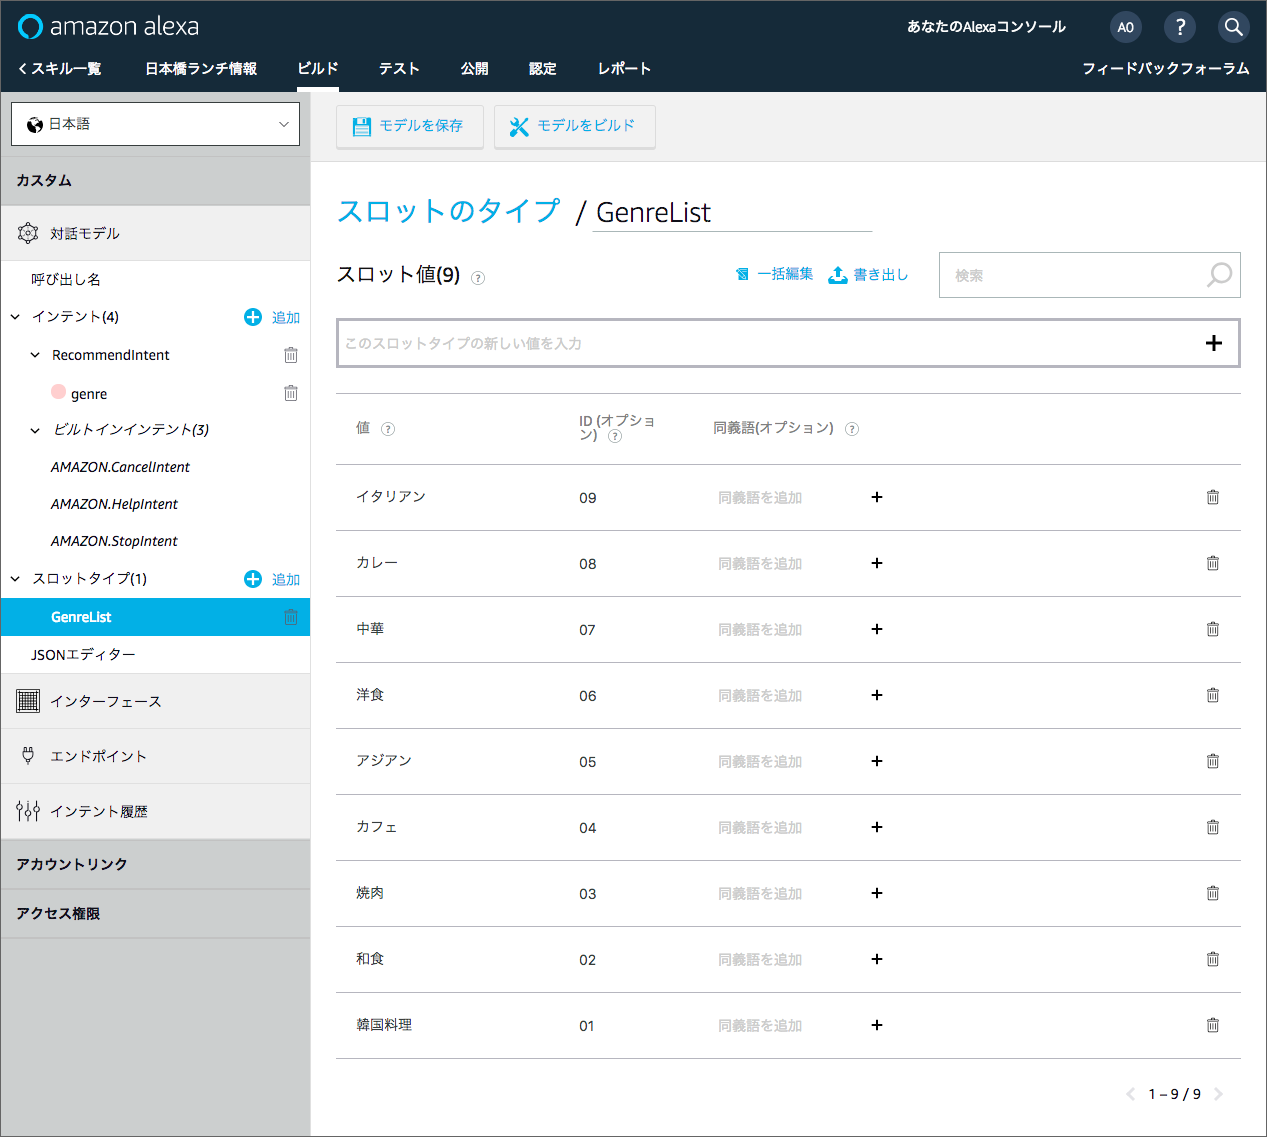 amazon alexa
あなたのAlexaコンソール
AO
?
スキル一覧
日本橋ランチ情報
ビルド
テスト
公開
認定
レポート
フィードバックフォーラム
日本語
モデルを保存
モデルをビルド
カスタム
対話モデル
呼び出し名
インテント(4)
追加
RecommendIntent
genre
ビルトインインテント(3)
AMAZON.CancelIntent
AMAZON.HelpIntent
AMAZON.StopIntent
スロットタイプ(1)
追加
GenreList
JSONエディター
インターフェース
エンドポイント
インテント履歴
アカウントリンク
アクセス権限
スロットのタイプ / GenreList
スロット値(9) ?
一括編集
書き出し
検索
このスロットタイプの新しい値を入力
値 ?
ID (オプショ
ン) ?
同義語(オプション) ?
イタリアン 09 同義語を追加
カレー 08 同義語を追加
中華 07 同義語を追加
洋食 06 同義語を追加
アジアン 05 同義語を追加
カフェ 04 同義語を追加
焼肉 03 同義語を追加
和食 02 同義語を追加
韓国料理 01 同義語を追加
1 – 9 / 9